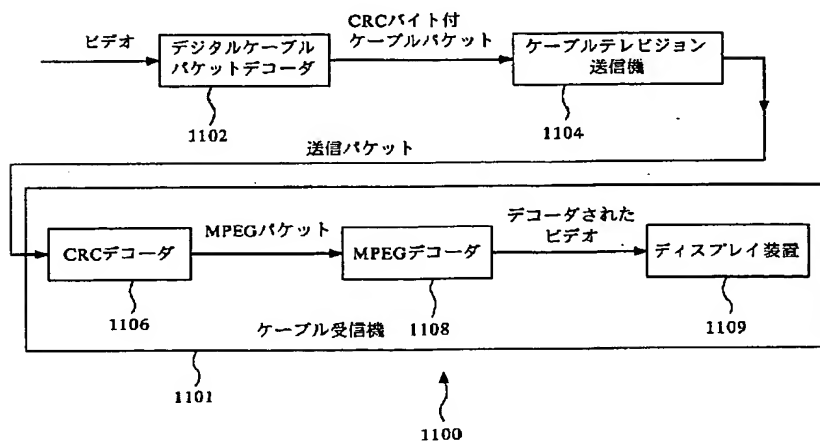 ビデオ
デジタルケーブル
パケットデコーダ
1102
CRCバイト付
ケーブルパケット
ケーブルテレビジョン
送信機
1104
送信パケット
CRCデコーダ
1106
MPEGパケット
MPEGデコーダ
1108
デコーダされた
ビデオ
ディスプレイ装置
1109
ケーブル受信機
1101
1100